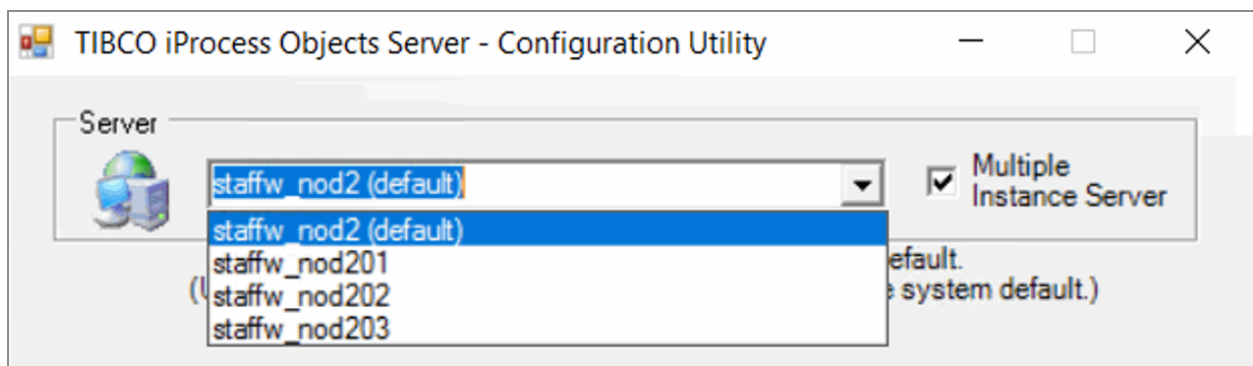 TIBCO iProcess Objects Server - Configuration Utility
Server
staffw_nod2 (default)
Multiple
Instance Server
staffw_nod2 (default)
staffw_nod201
staffw_nod202
staffw_nod203
system default.)